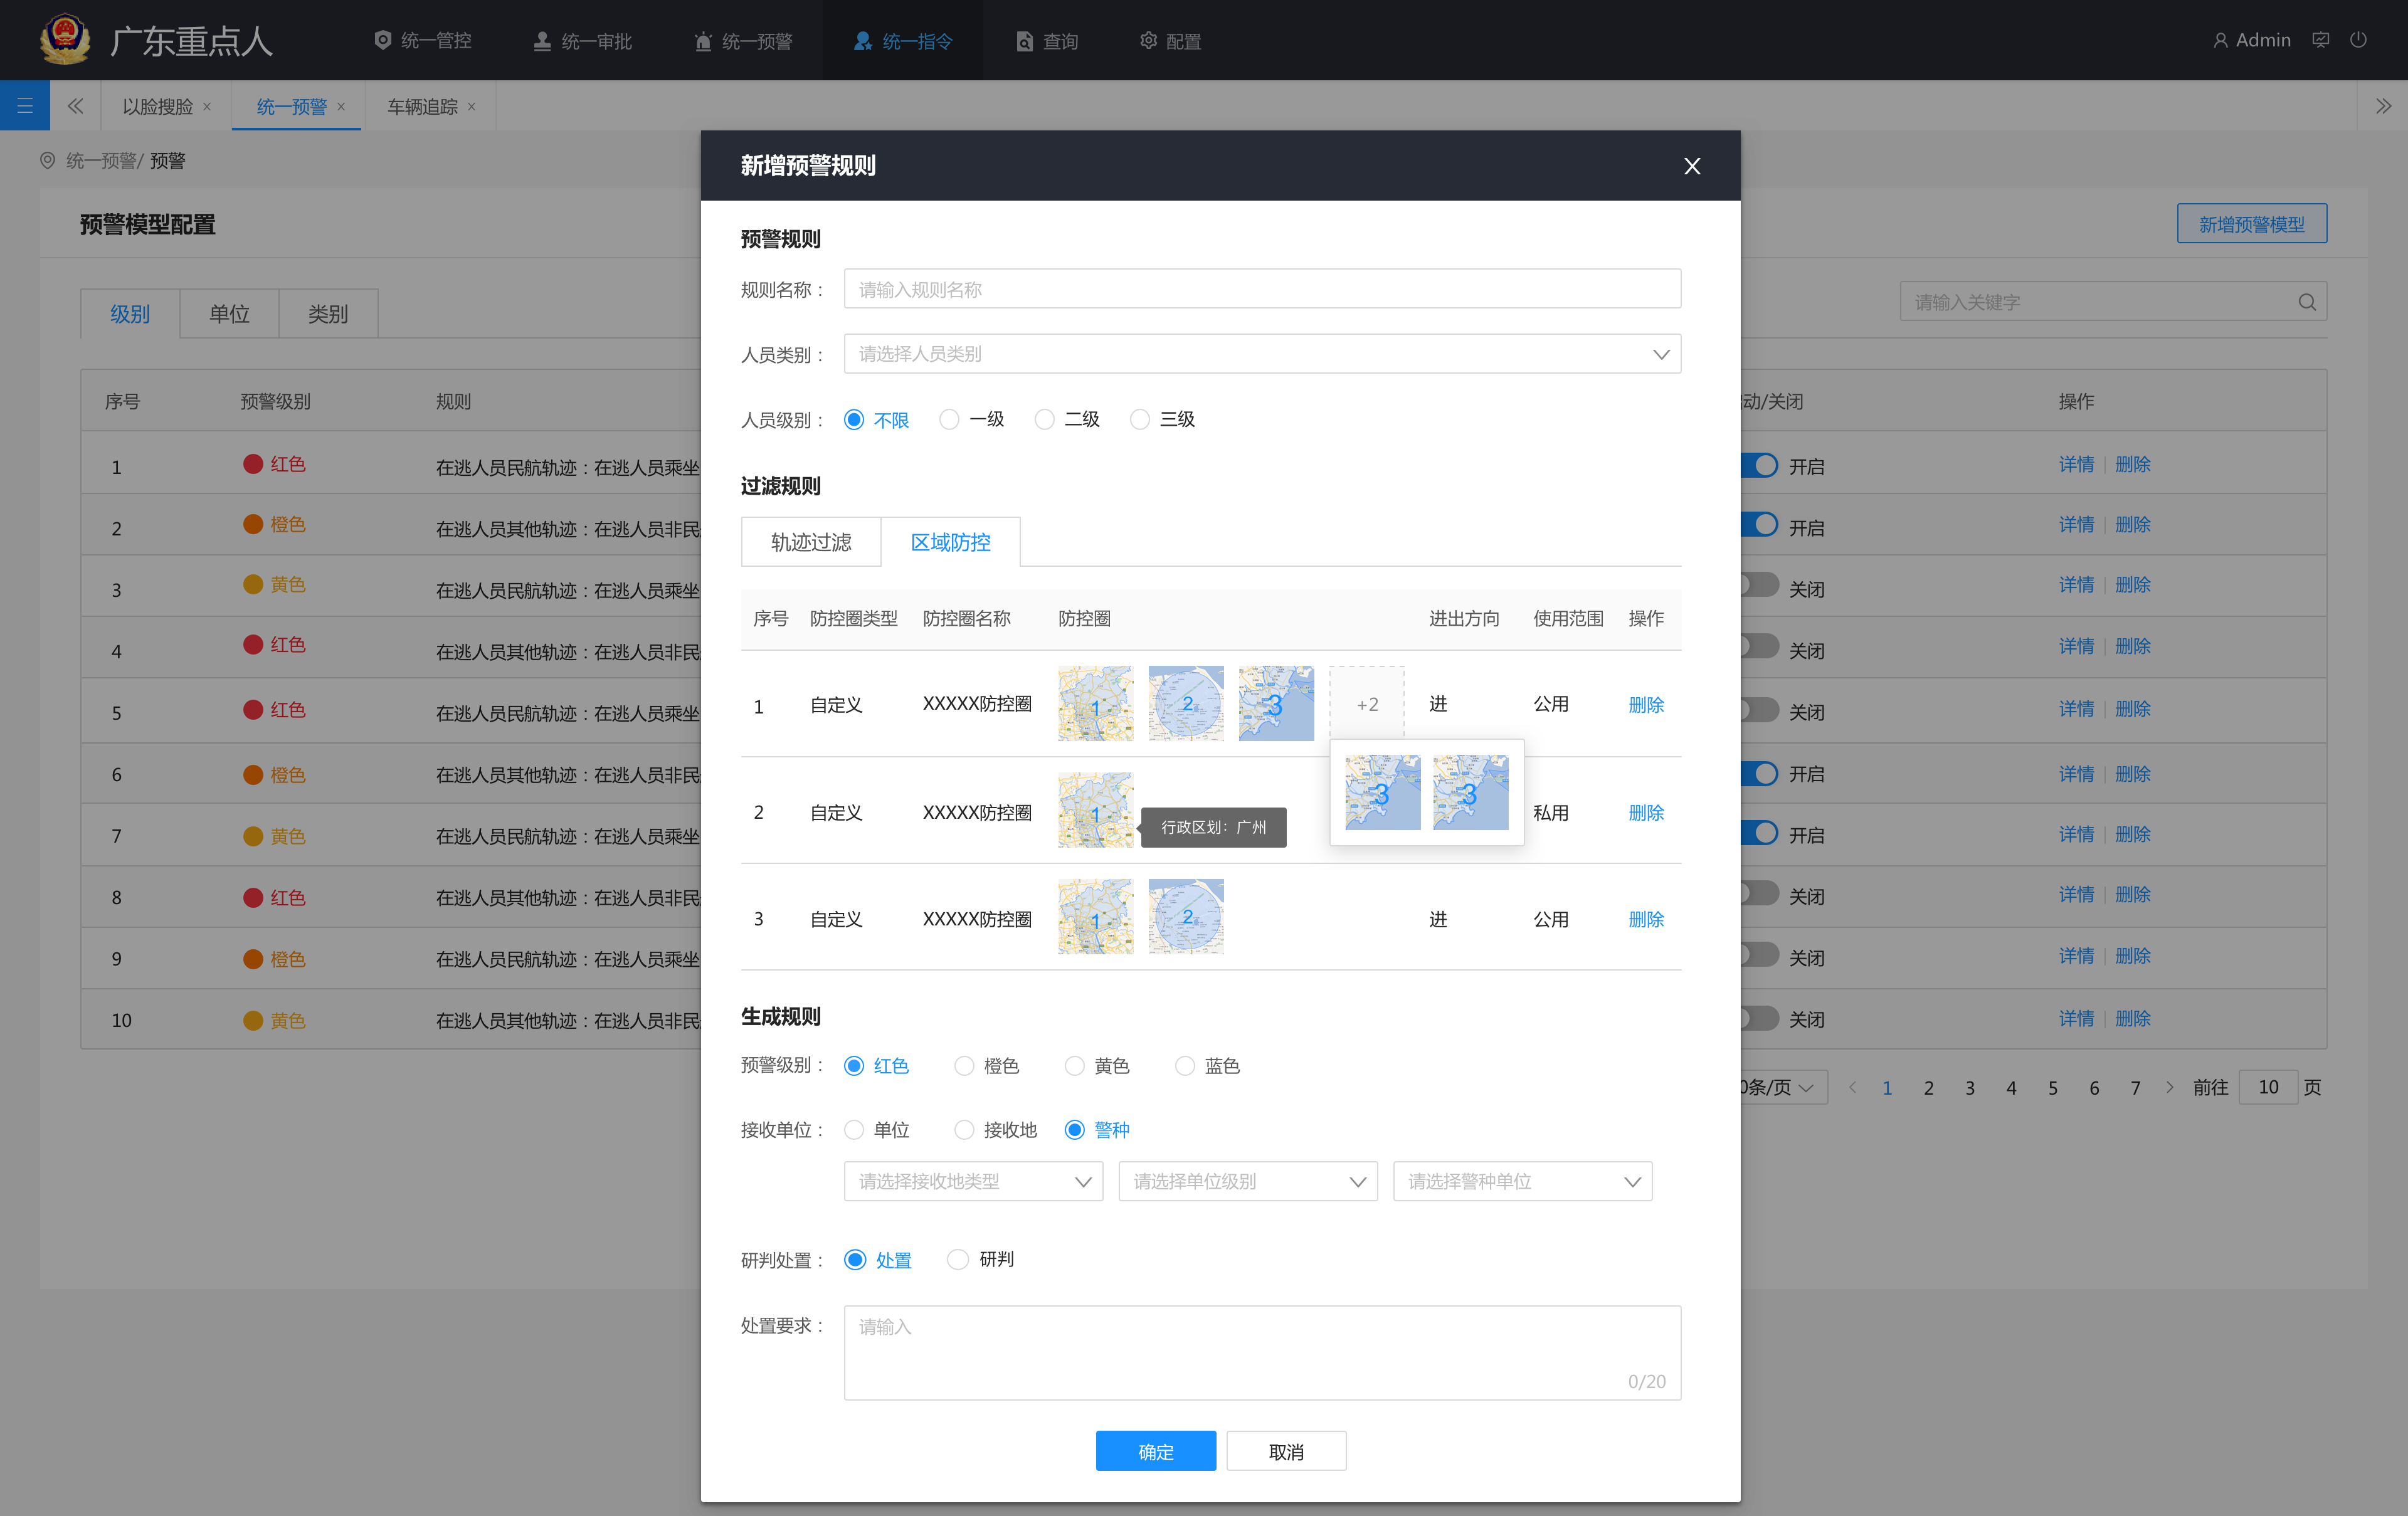 广东重点人
统一管控
统一审批
统一预警
统一指令
查询
配置
Admin
以脸搜脸
统一预警
车辆追踪
统一预警/ 预警
预警模型配置
新增预警模型
级别 单位 类别
请输入关键字
序号 预警级别 规则 动/关闭 操作
1 红色 在逃人员民航轨迹：在逃人员乘坐 开启 详情 删除
2 橙色 在逃人员其他轨迹：在逃人员非民 开启 详情 删除
3 黄色 在逃人员民航轨迹：在逃人员乘坐 关闭 详情 删除
4 红色 在逃人员其他轨迹：在逃人员非民 关闭 详情 删除
5 红色 在逃人员民航轨迹：在逃人员乘坐 关闭 详情 删除
6 橙色 在逃人员其他轨迹：在逃人员非民 开启 详情 删除
7 黄色 在逃人员民航轨迹：在逃人员乘坐 开启 详情 删除
8 红色 在逃人员其他轨迹：在逃人员非民 关闭 详情 删除
9 橙色 在逃人员民航轨迹：在逃人员乘坐 关闭 详情 删除
10 黄色 在逃人员其他轨迹：在逃人员非民 关闭 详情 删除
0条/页 1 2 3 4 5 6 7 前往 10 页
新增预警规则
预警规则
规则名称： 请输入规则名称
人员类别： 请选择人员类别
人员级别： 不限 一级 二级 三级
过滤规则
轨迹过滤 区域防控
序号 防控圈类型 防控圈名称 防控圈 进出方向 使用范围 操作
1 自定义 XXXXX防控圈 1 2 3 +2 进 公用 删除
3 3
2 自定义 XXXXX防控圈 1 行政区划：广州 私用 删除
3 自定义 XXXXX防控圈 1 2 进 公用 删除
生成规则
预警级别： 红色 橙色 黄色 蓝色
接收单位： 单位 接收地 警种
请选择接收地类型 请选择单位级别 请选择警种单位
研判处置： 处置 研判
处置要求： 请输入
0/20
确定 取消